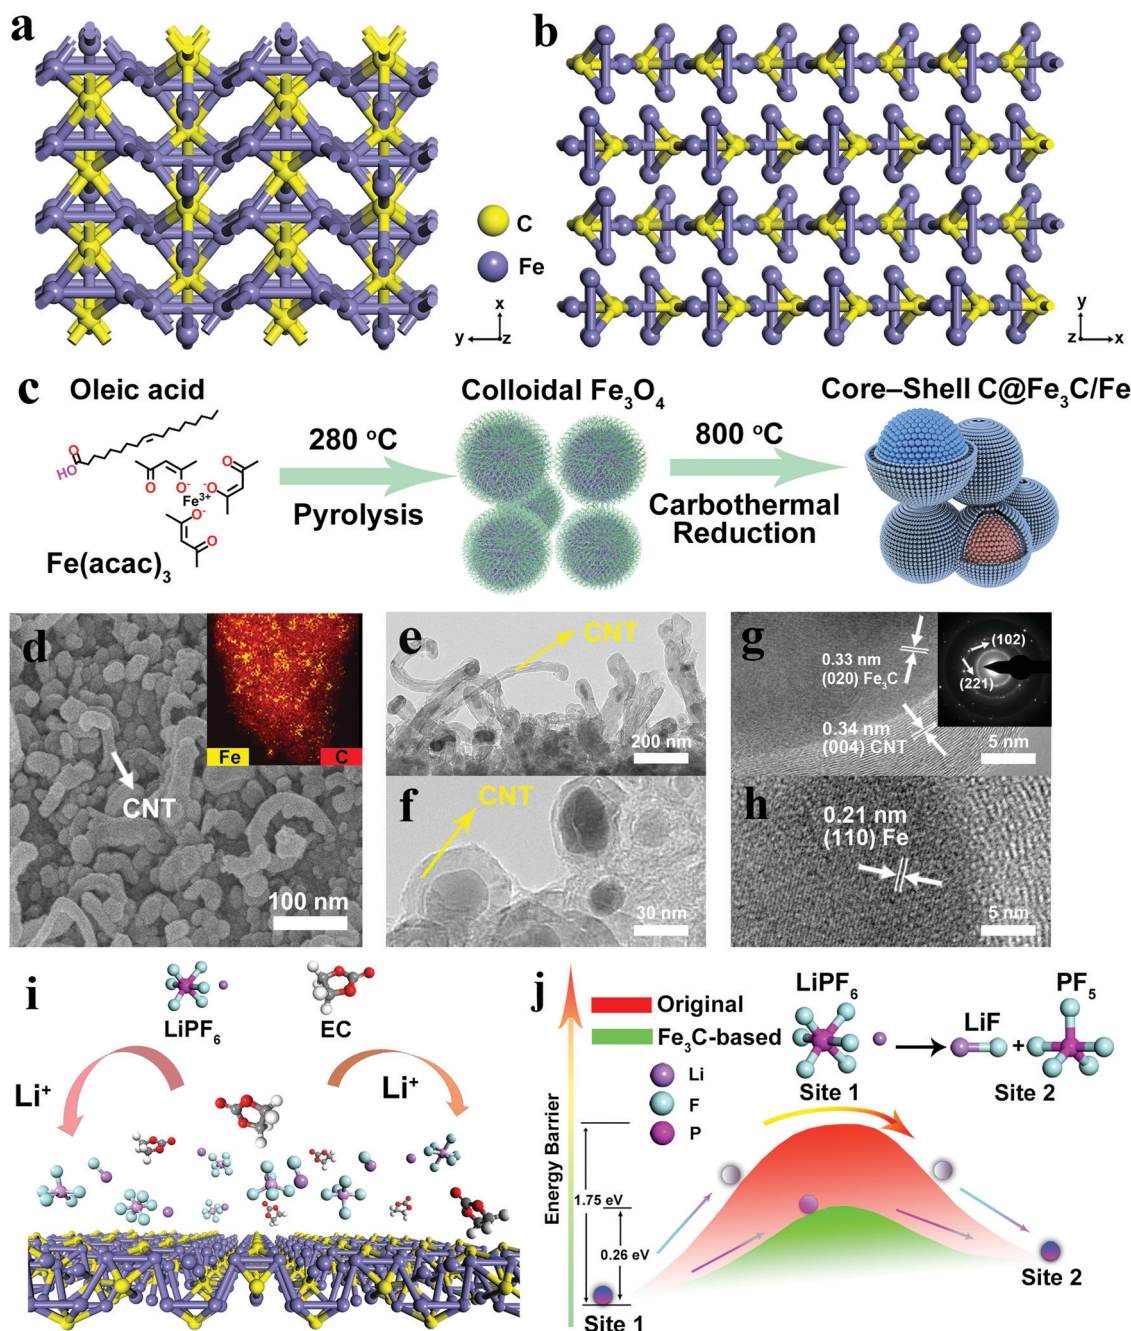 a
b
C
Fe
x
y
z
y
z
x
c
Oleic acid
HO
O
O
O⁻
⁻O
O
Fe³⁺
O⁻
O
Fe(acac)₃
280 °C
Pyrolysis
Colloidal Fe₃O₄
800 °C
Carbothermal
Reduction
Core–Shell C@Fe₃C/Fe
d
CNT
Fe
C
100 nm
e
CNT
200 nm
f
CNT
30 nm
g
0.33 nm
(020) Fe₃C
0.34 nm
(004) CNT
(102)
(221)
5 nm
h
0.21 nm
(110) Fe
5 nm
i
LiPF₆
EC
Li⁺
Li⁺
j
Original
Fe₃C-based
Li
F
P
LiPF₆
Site 1
LiF
+
PF₅
Site 2
Energy Barrier
1.75 eV
0.26 eV
Site 1
Site 2